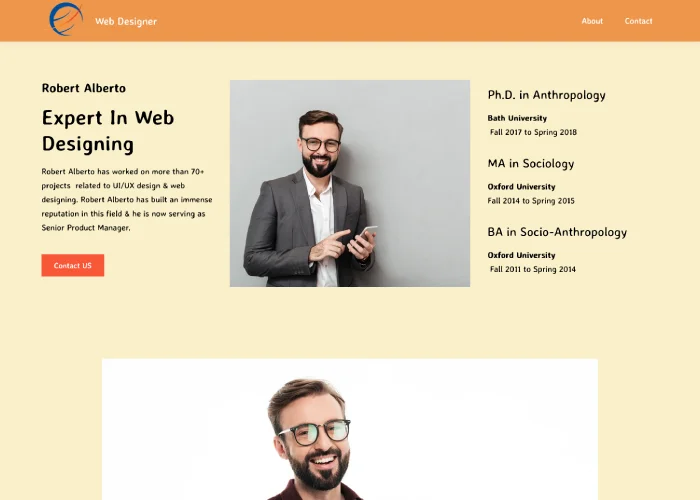 Web Designer
About
Contact
Robert Alberto
Expert In Web
Designing
Robert Alberto has worked on more than 70+
projects  related to UI/UX design & web
designing. Robert Alberto has built an immense
reputation in this field & he is now serving as
Senior Product Manager.
Contact US
Ph.D. in Anthropology
Bath University
Fall 2017 to Spring 2018
MA in Sociology
Oxford University
Fall 2014 to Spring 2015
BA in Socio-Anthropology
Oxford University
Fall 2011 to Spring 2014